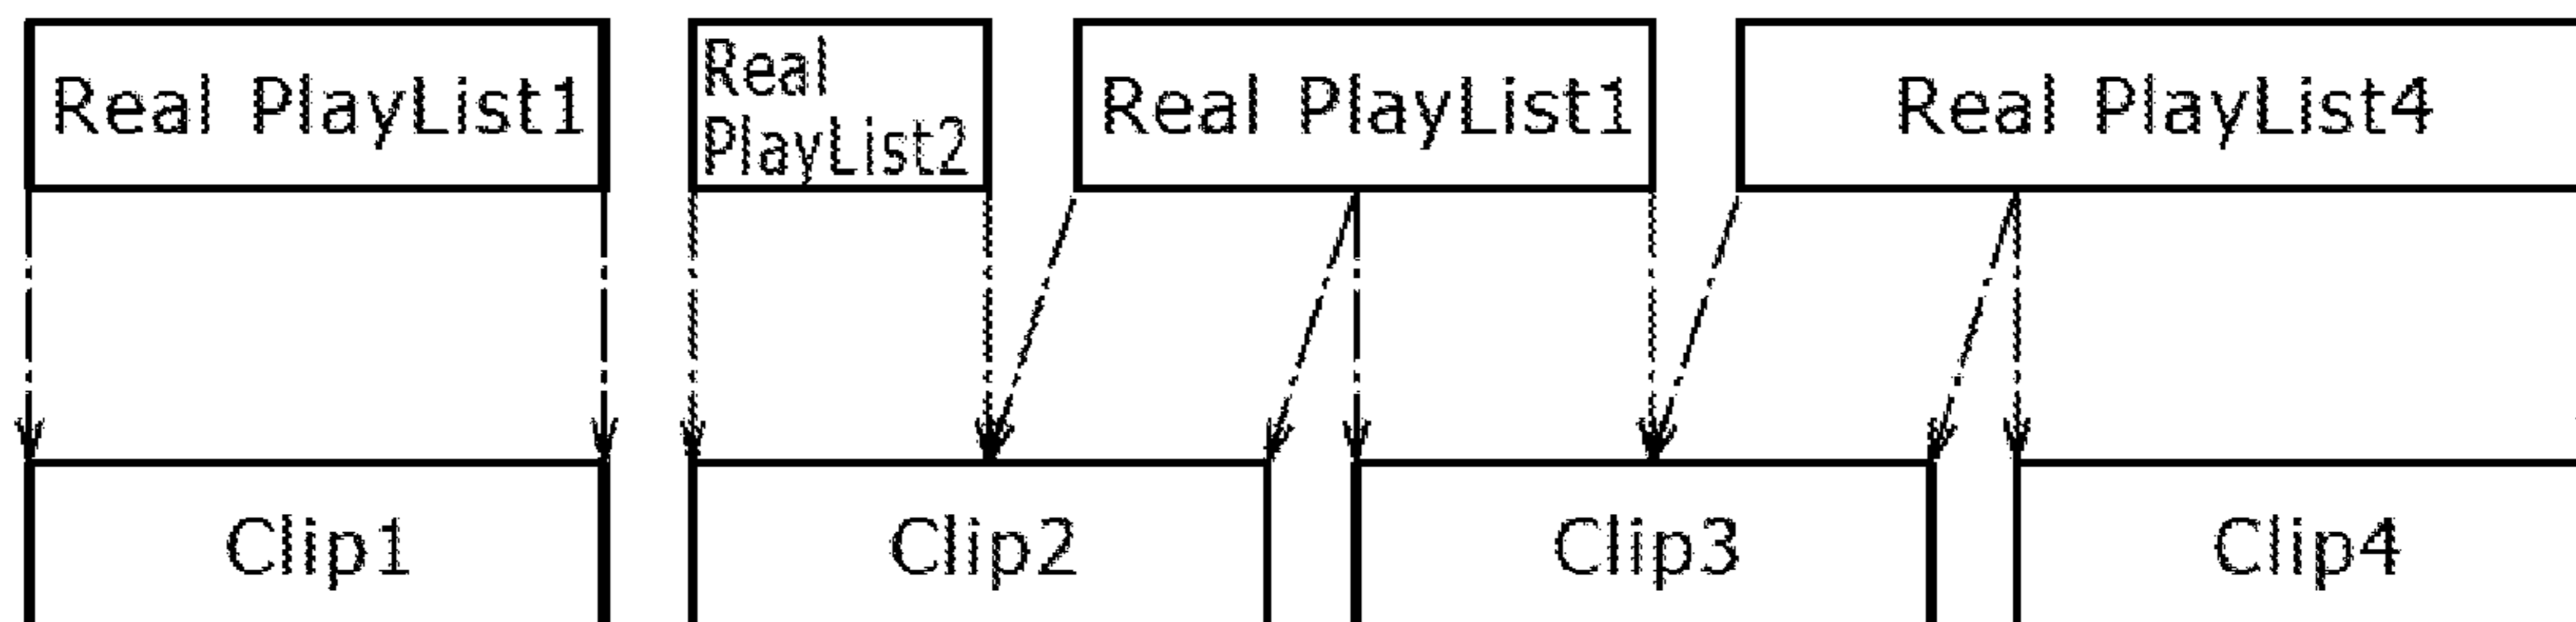 Real PlayList1
Real
PlayList2
Real PlayList1
Real PlayList4
Clip1
Clip2
Clip3
Clip4